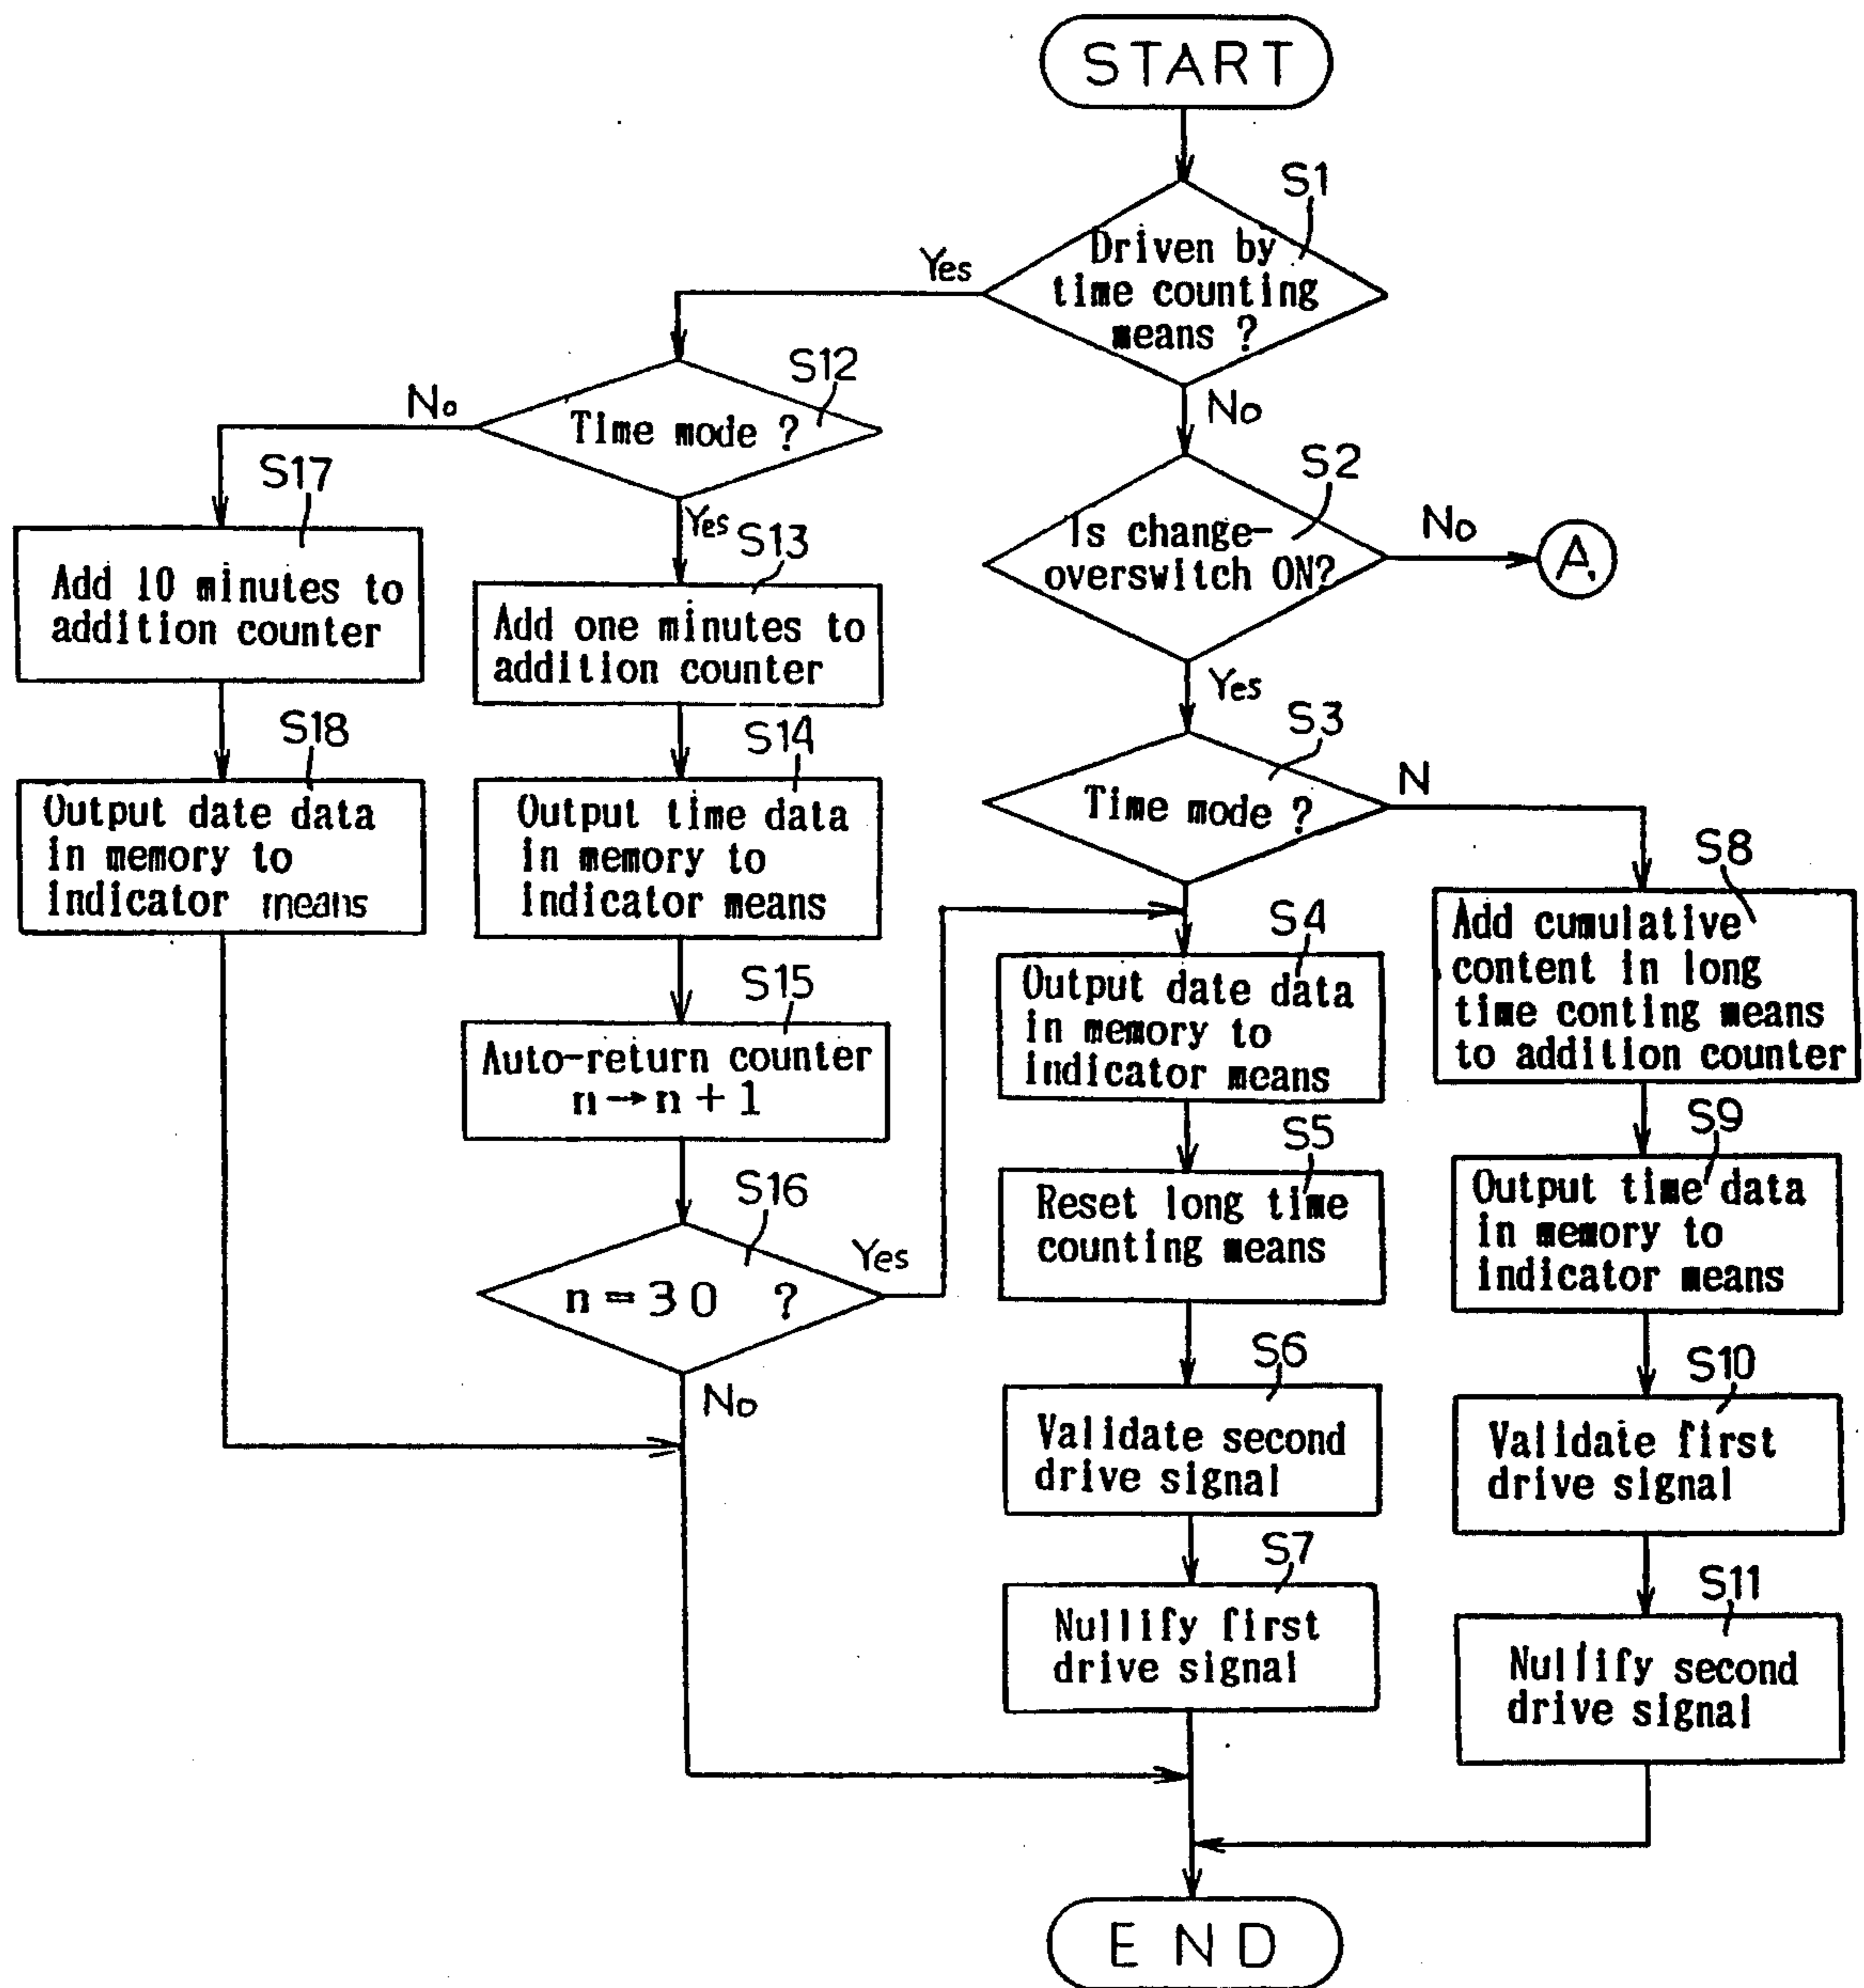 START
S1
Driven by
time counting
means ?
Yes
No
S12
Time mode ?
No
Yes
S2
Is change-
overswitch ON?
No
A
Yes
S17
Add 10 minutes to
addition counter
S13
Add one minutes to
addition counter
S3
Time mode ?
N
S18
Output date data
in memory to
indicator means
S14
Output time data
in memory to
indicator means
S8
Add cumulative
content in long
time conting means
to addition counter
S4
Output date data
in memory to
indicator means
S15
Auto-return counter
n → n + 1
S9
Output time data
in memory to
indicator means
S5
Reset long time
counting means
S16
n = 30 ?
Yes
No
S6
Validate second
drive signal
S10
Validate first
drive signal
S7
Nullify first
drive signal
S11
Nullify second
drive signal
END